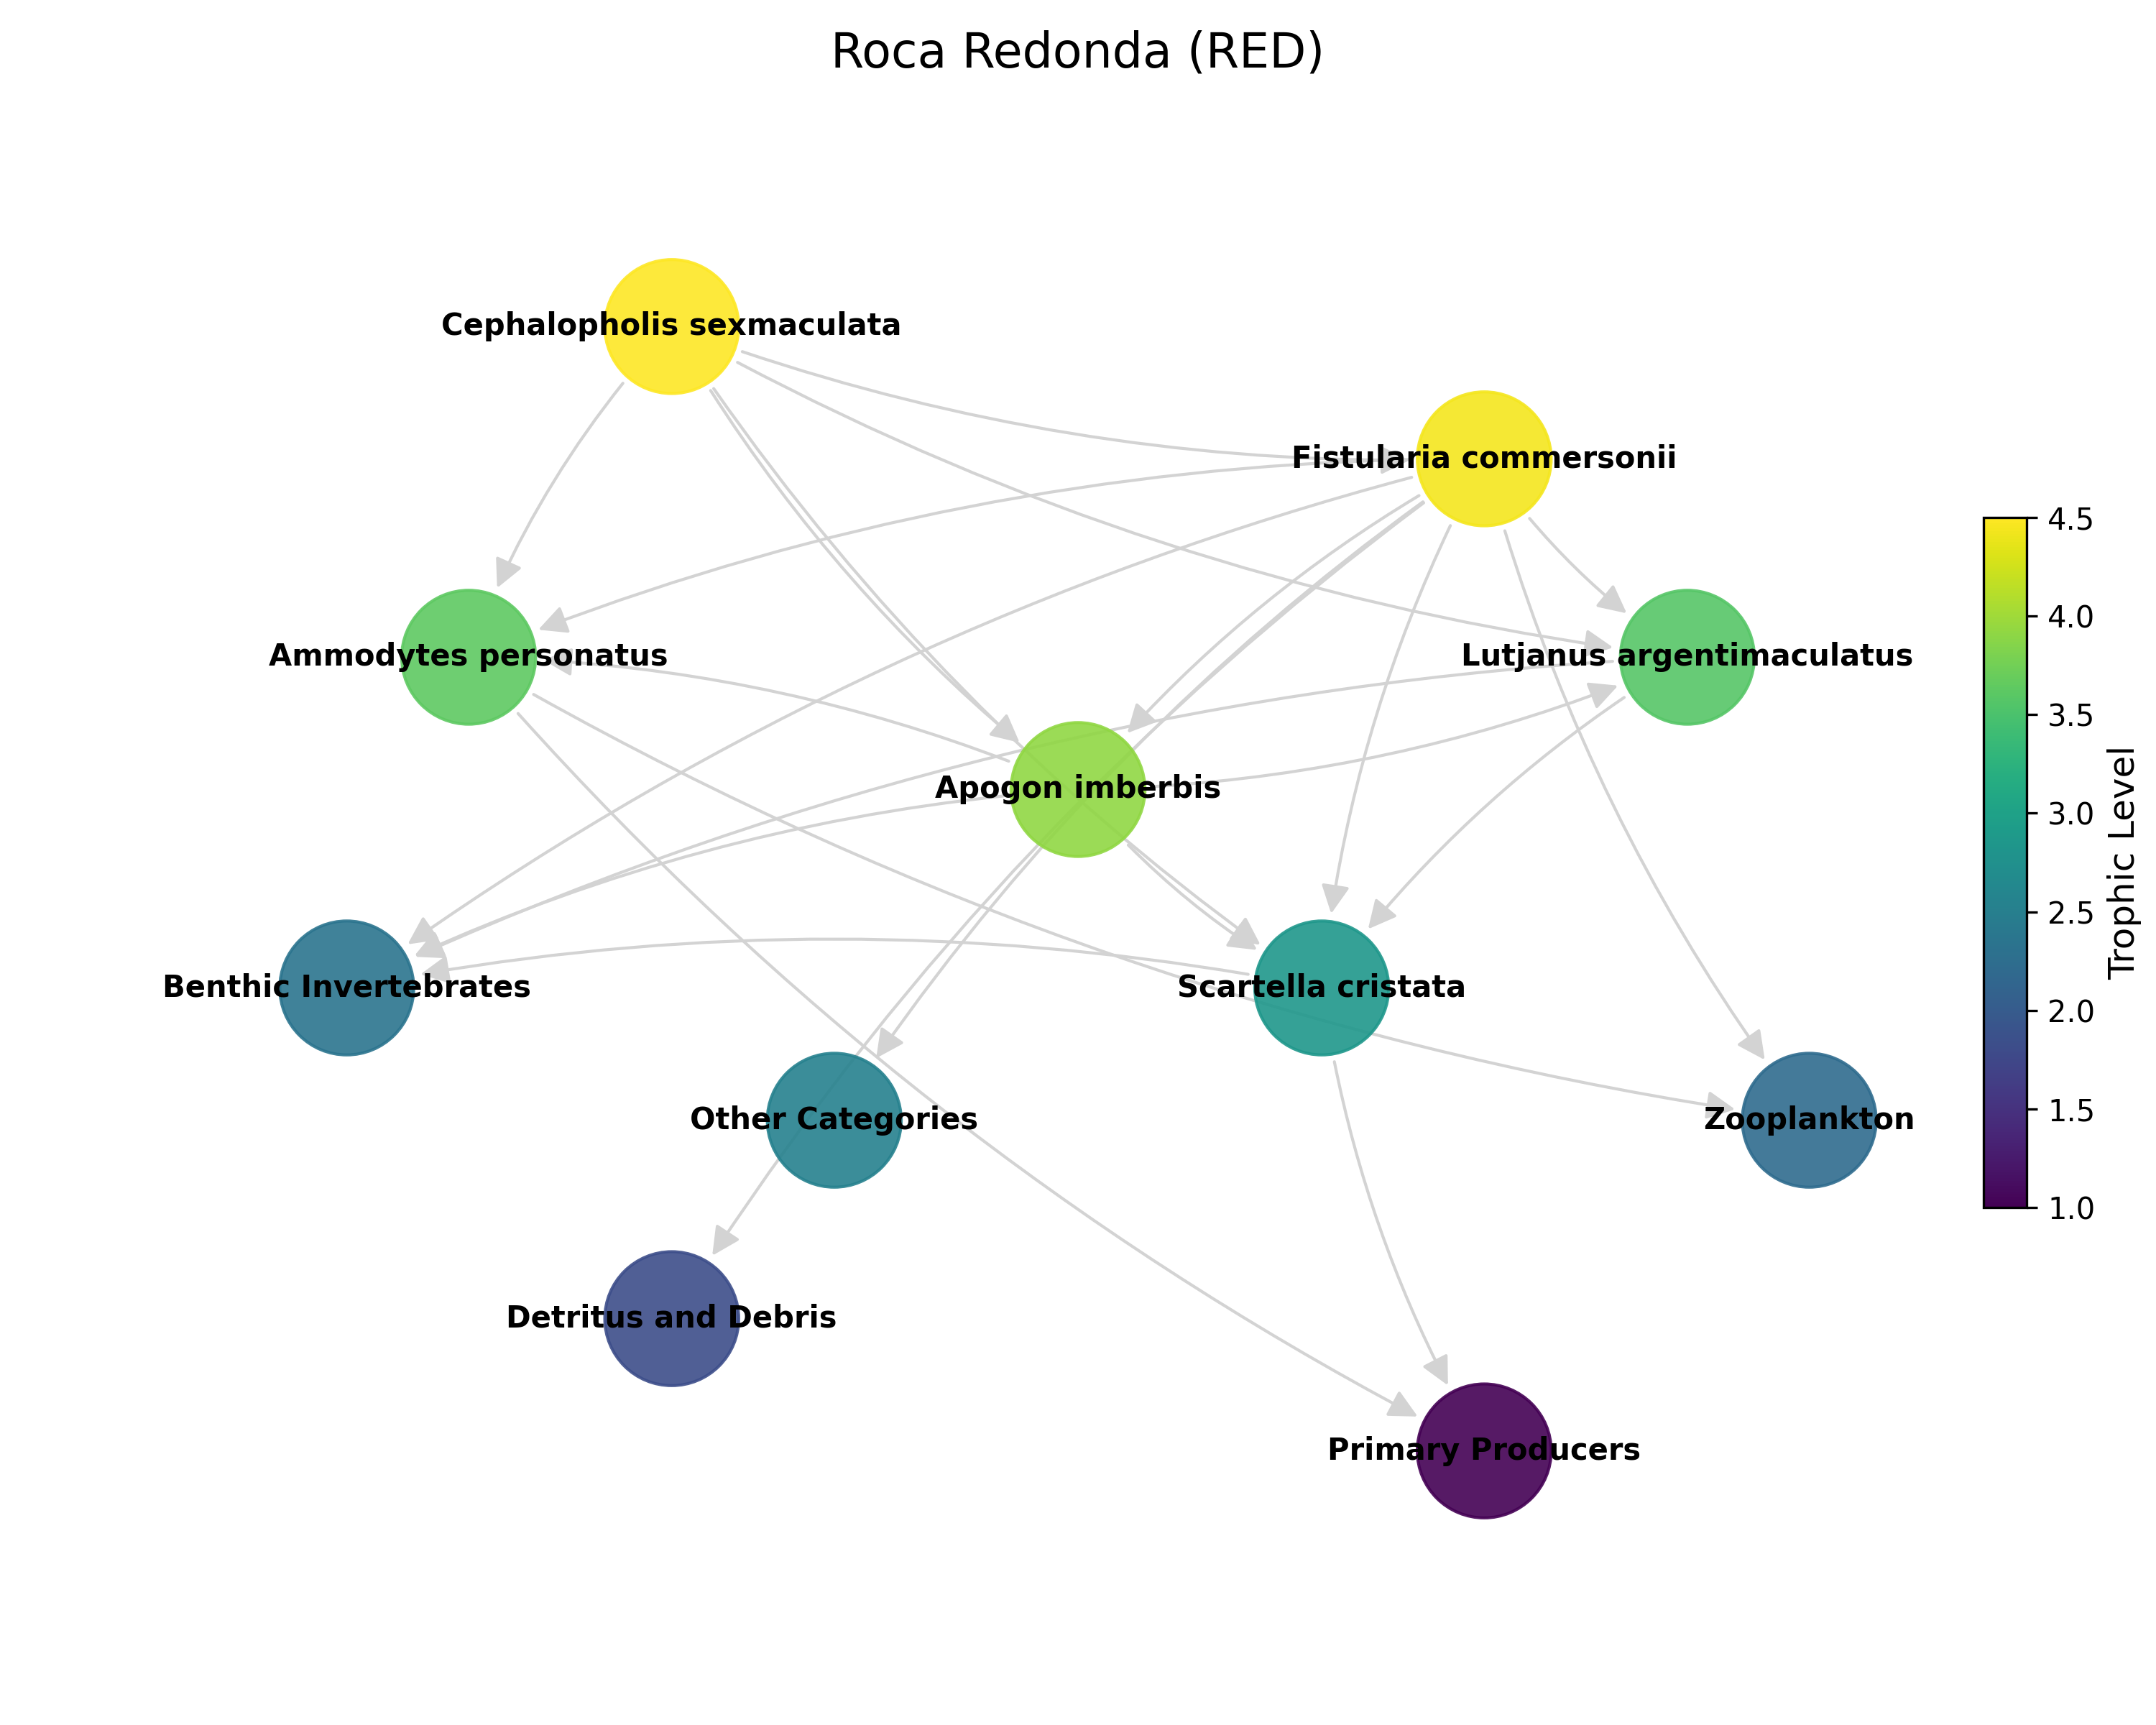 Roca Redonda (RED)
Cephalopholis sexmaculata
Fistularia commersonii
Ammodytes personatus
Lutjanus argentimaculatus
Apogon imberbis
Benthic Invertebrates
Scartella cristata
Other Categories
Zooplankton
Detritus and Debris
Primary Producers
4.5
4.0
3.5
3.0
2.5
2.0
1.5
1.0
Trophic Level